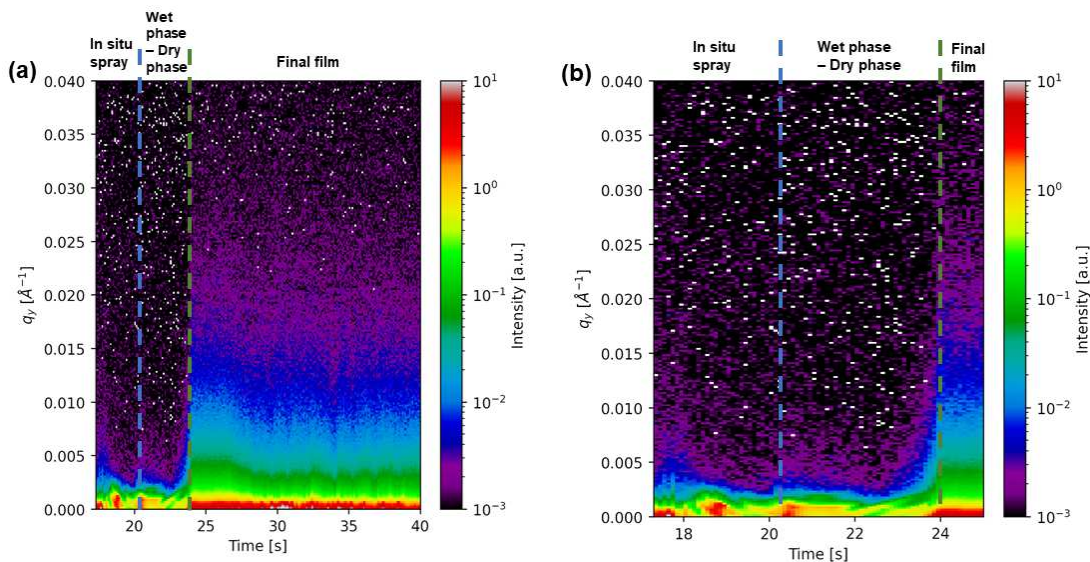 Wet
phase
– Dry
phase
In situ
spray
Final film
(a)
0.040
0.035
0.030
0.025
0.020
0.015
0.010
0.005
0.000
q_y [Å⁻¹]
20
25
30
35
40
Time [s]
10¹
10⁰
10⁻¹
10⁻²
10⁻³
Intensity [a.u.]
In situ
spray
Wet phase
– Dry phase
Final
film
(b)
0.040
0.035
0.030
0.025
0.020
0.015
0.010
0.005
0.000
q_y [Å⁻¹]
18
20
22
24
Time [s]
10¹
10⁰
10⁻¹
10⁻²
10⁻³
Intensity [a.u.]